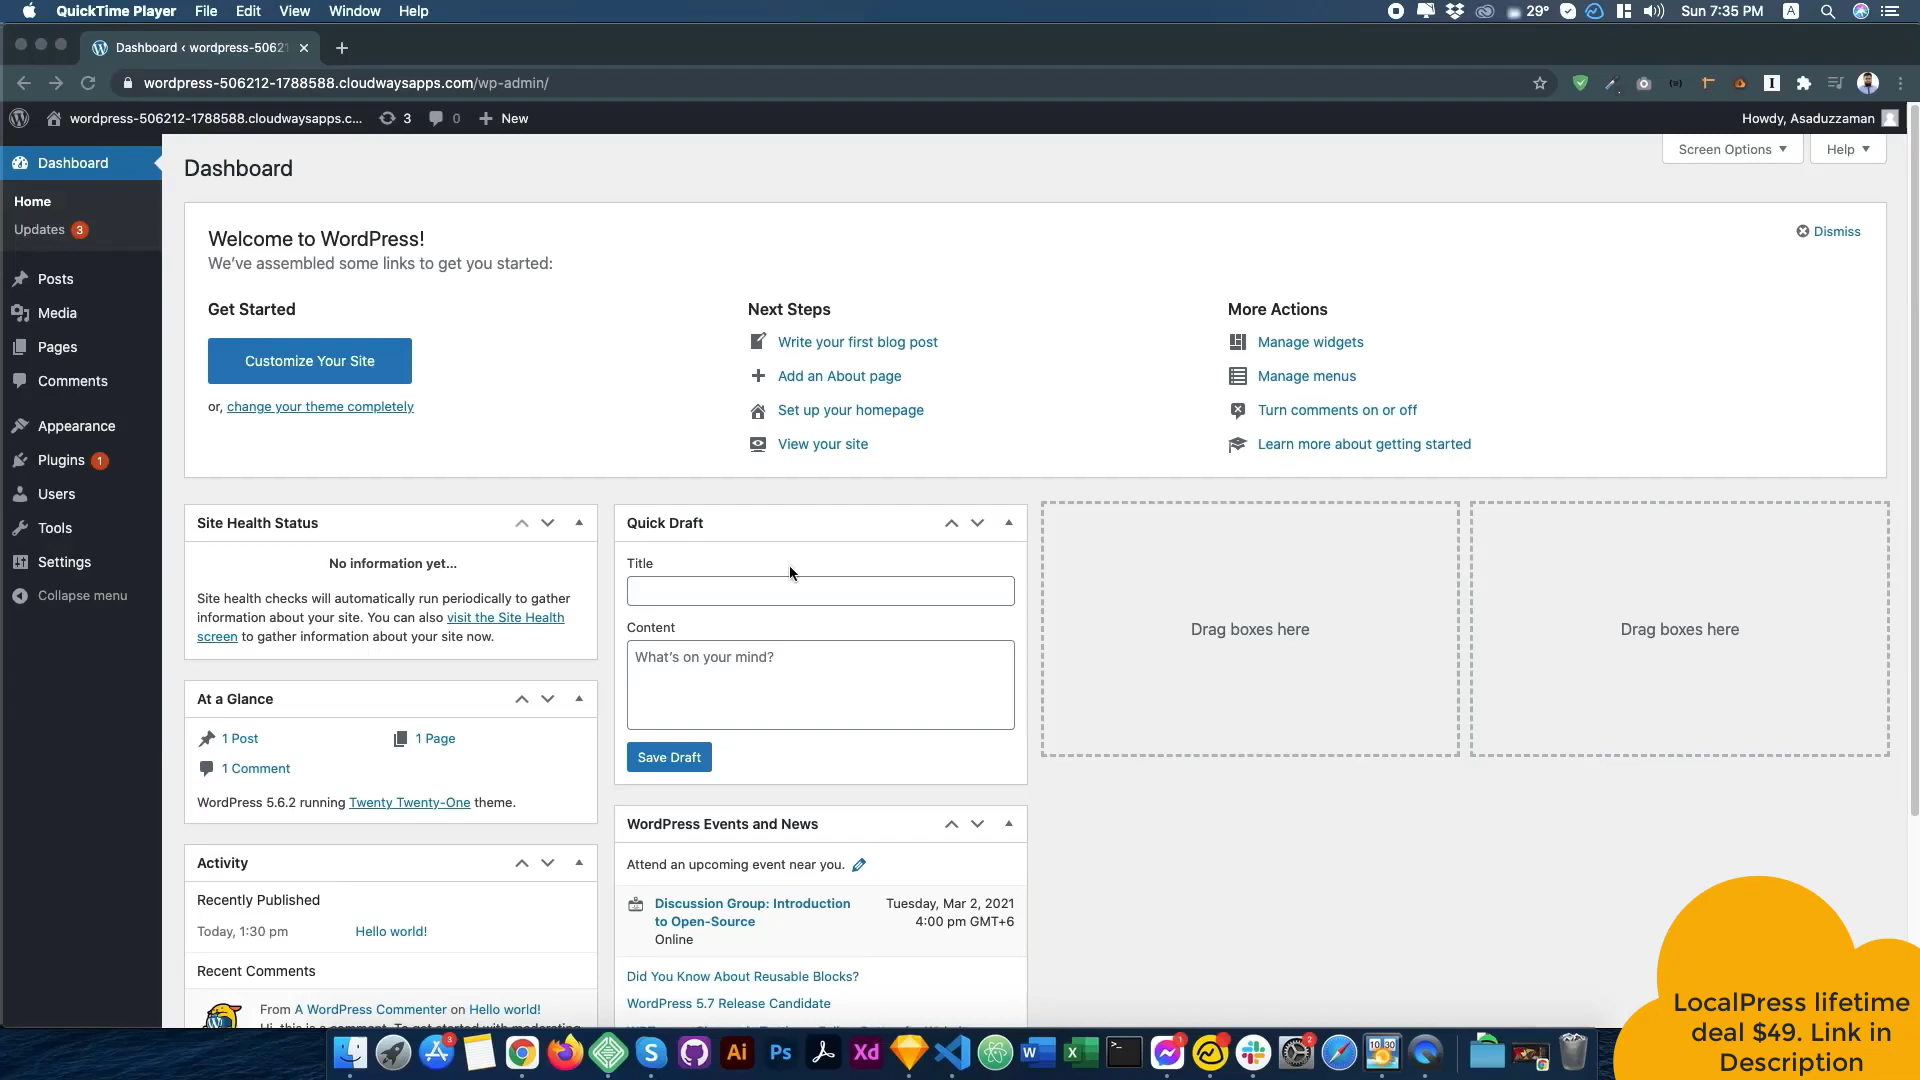 QuickTime Player File Edit View Window Help
29° Sun 7:35 PM A
Dashboard ‹ wordpress-5062
wordpress-506212-1788588.cloudwaysapps.com/wp-admin/
wordpress-506212-1788588.cloudwaysapps.c... 3 0 New
Howdy, Asaduzzaman
Screen Options Help
Dashboard
Home
Updates 3
Posts
Media
Pages
Comments
Appearance
Plugins 1
Users
Tools
Settings
Collapse menu
Dashboard
Welcome to WordPress!
Dismiss
We've assembled some links to get you started:
Get Started
Customize Your Site
or, change your theme completely
Next Steps
Write your first blog post
Add an About page
Set up your homepage
View your site
More Actions
Manage widgets
Manage menus
Turn comments on or off
Learn more about getting started
Site Health Status
No information yet...
Site health checks will automatically run periodically to gather
information about your site. You can also visit the Site Health
screen to gather information about your site now.
At a Glance
1 Post 1 Page
1 Comment
WordPress 5.6.2 running Twenty Twenty-One theme.
Activity
Recently Published
Today, 1:30 pm Hello world!
Recent Comments
From A WordPress Commenter on Hello world!
Quick Draft
Title
Content
What's on your mind?
Save Draft
WordPress Events and News
Attend an upcoming event near you.
Discussion Group: Introduction
to Open-Source
Online
Tuesday, Mar 2, 2021
4:00 pm GMT+6
Did You Know About Reusable Blocks?
WordPress 5.7 Release Candidate
Drag boxes here
Drag boxes here
LocalPress lifetime
deal $49. Link in
Description
3 Ai Ps Xd W X 1 1 2 10:30